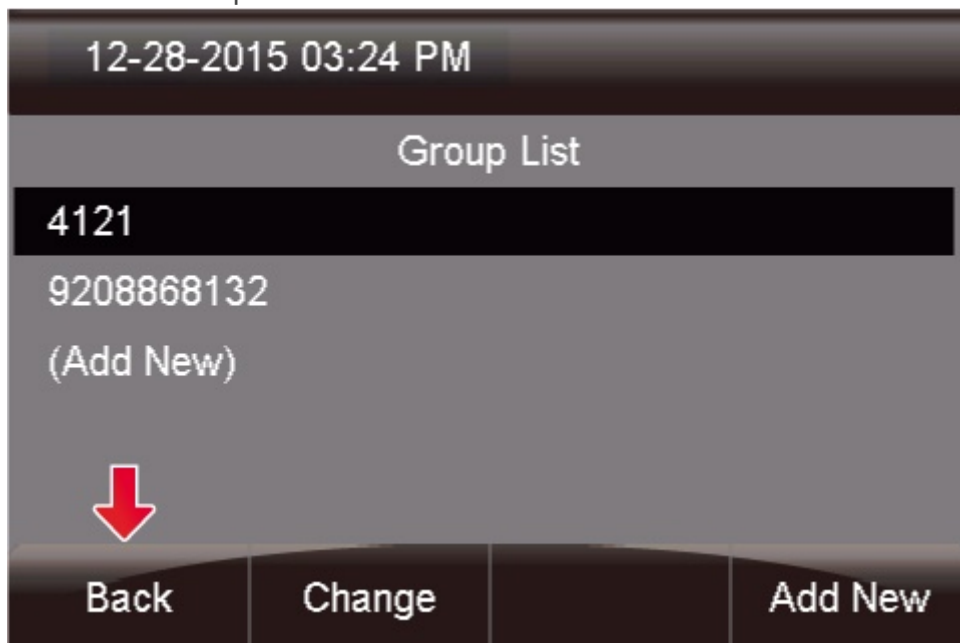 12-28-2015 03:24 PM
Group List
4121
9208868132
(Add New)
Back Change Add New